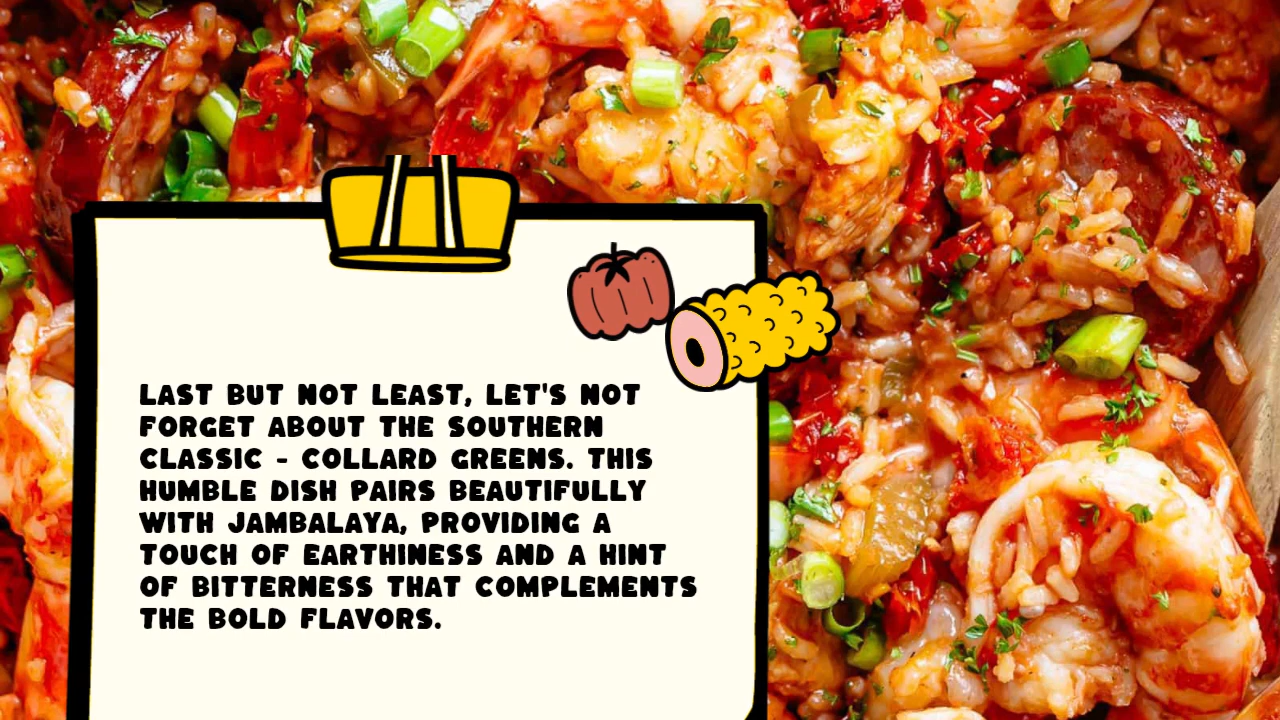 LAST BUT NOT LEAST, LET'S NOT
FORGET ABOUT THE SOUTHERN
CLASSIC - COLLARD GREENS. THIS
HUMBLE DISH PAIRS BEAUTIFULLY
WITH JAMBALAYA, PROVIDING A
TOUCH OF EARTHINESS AND A HINT
OF BITTERNESS THAT COMPLEMENTS
THE BOLD FLAVORS.